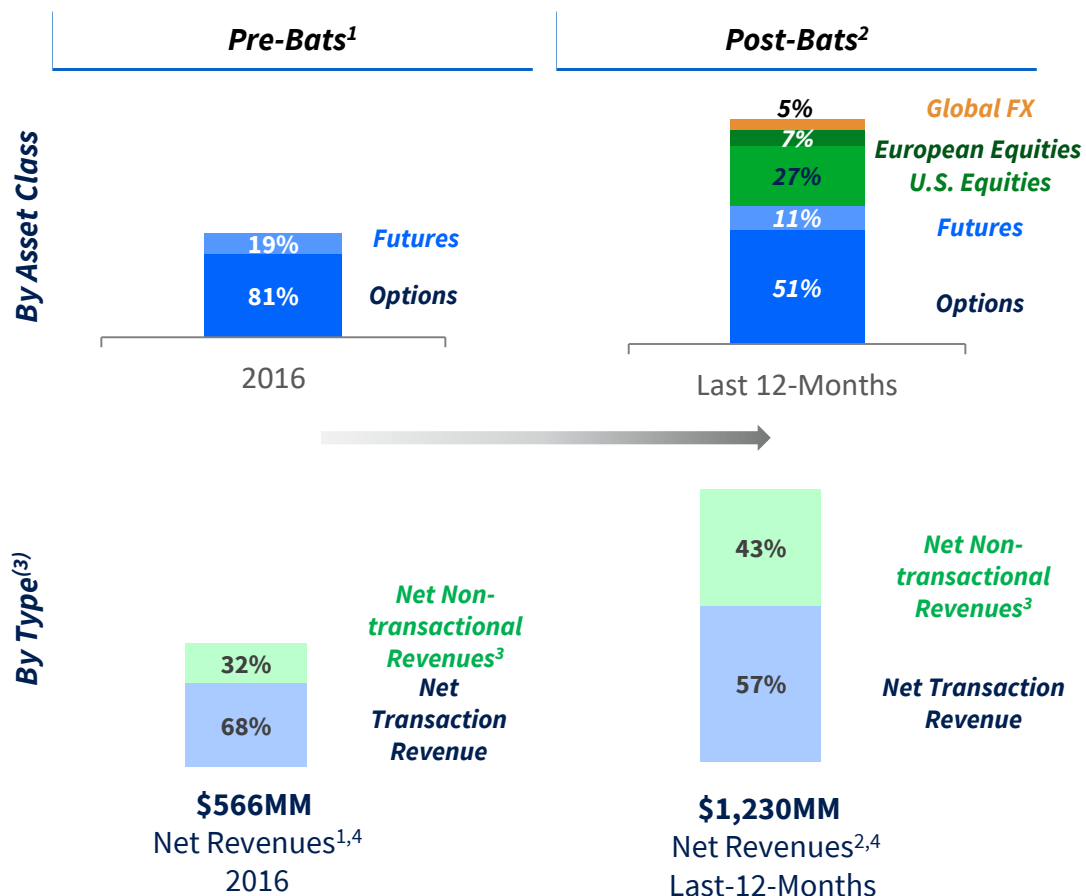 Pre-Bats1
Post-Bats2
By Asset Class
19%
81%
Futures
Options
2016
5%
7%
27%
11%
51%
Global FX
European Equities
U.S. Equities
Futures
Options
Last 12-Months
By Type(3)
32%
68%
Net Non-
transactional
Revenues3
Net
Transaction
Revenue
$566MM
Net Revenues1,4
2016
43%
57%
Net Non-
transactional
Revenues3
Net Transaction
Revenue
$1,230MM
Net Revenues2,4
Last-12-Months